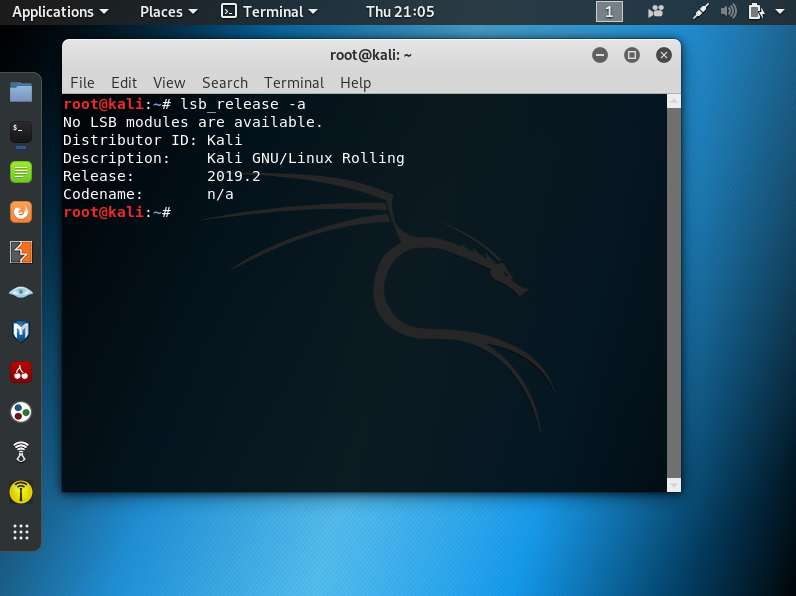 Applications Places Terminal Thu 21:05 1
root@kali: ~
File Edit View Search Terminal Help
root@kali:~# lsb_release -a
No LSB modules are available.
Distributor ID: Kali
Description: Kali GNU/Linux Rolling
Release: 2019.2
Codename: n/a
root@kali:~#